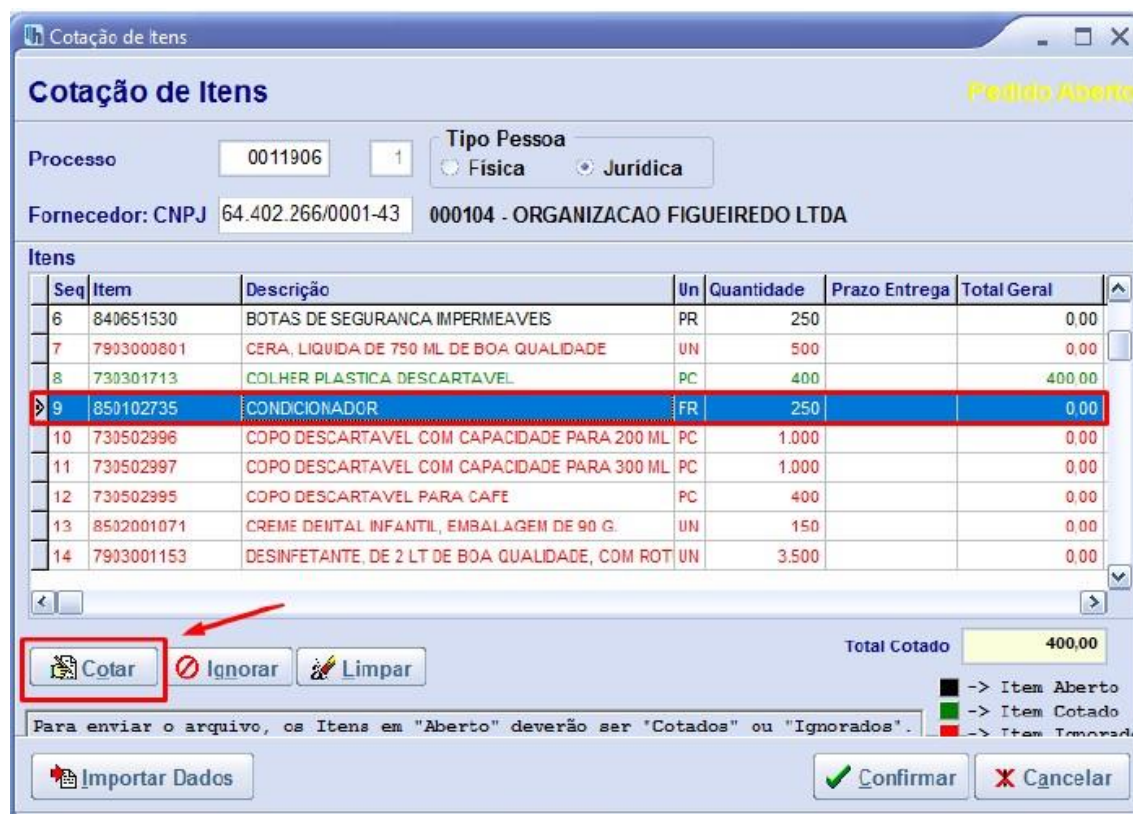 Cotação de Itens
Cotação de Itens Pedido Aberto
Tipo Pessoa
Processo 0011906 1 Física Jurídica
Fornecedor: CNPJ 64.402.266/0001-43 000104 - ORGANIZACAO FIGUEIREDO LTDA
Itens
Seq Item Descrição Un Quantidade Prazo Entrega Total Geral
6 840651530 BOTAS DE SEGURANCA IMPERMEAVEIS PR 250 0,00
7 7903000801 CERA, LIQUIDA DE 750 ML DE BOA QUALIDADE UN 500 0,00
8 730301713 COLHER PLASTICA DESCARTAVEL PC 400 400,00
9 850102735 CONDICIONADOR FR 250 0,00
10 730502996 COPO DESCARTAVEL COM CAPACIDADE PARA 200 ML PC 1.000 0,00
11 730502997 COPO DESCARTAVEL COM CAPACIDADE PARA 300 ML PC 1.000 0,00
12 730502995 COPO DESCARTAVEL PARA CAFE PC 400 0,00
13 8502001071 CREME DENTAL INFANTIL, EMBALAGEM DE 90 G. UN 150 0,00
14 7903001153 DESINFETANTE, DE 2 LT DE BOA QUALIDADE, COM ROT UN 3.500 0,00
Total Cotado 400,00
Cotar Ignorar Limpar
-> Item Aberto
-> Item Cotado
Para enviar o arquivo, os Itens em "Aberto" deverão ser "Cotados" ou "Ignorados". -> Item Ignorad
Importar Dados Confirmar Cancelar